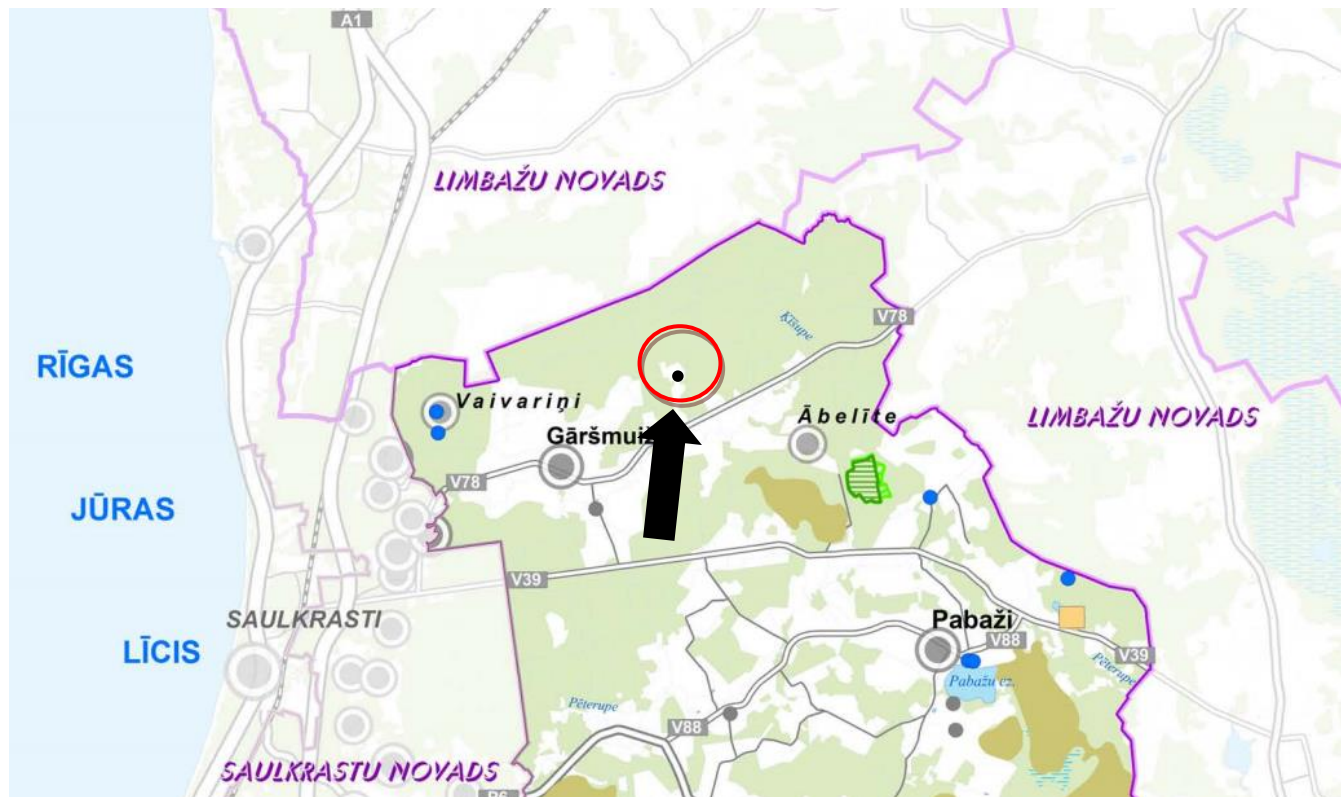 A1
LIMBAŽU NOVADS
Ķīšupe
V78
RĪGAS
Vaivariņi
Ābelīte
LIMBAŽU NOVADS
Gāršmuiž
V78
JŪRAS
V39
SAULKRASTI
Pabaži
V88
LĪCIS
V39
Pēterupe
Pabažu ez.
Pēterupe
V88
SAULKRASTU NOVADS